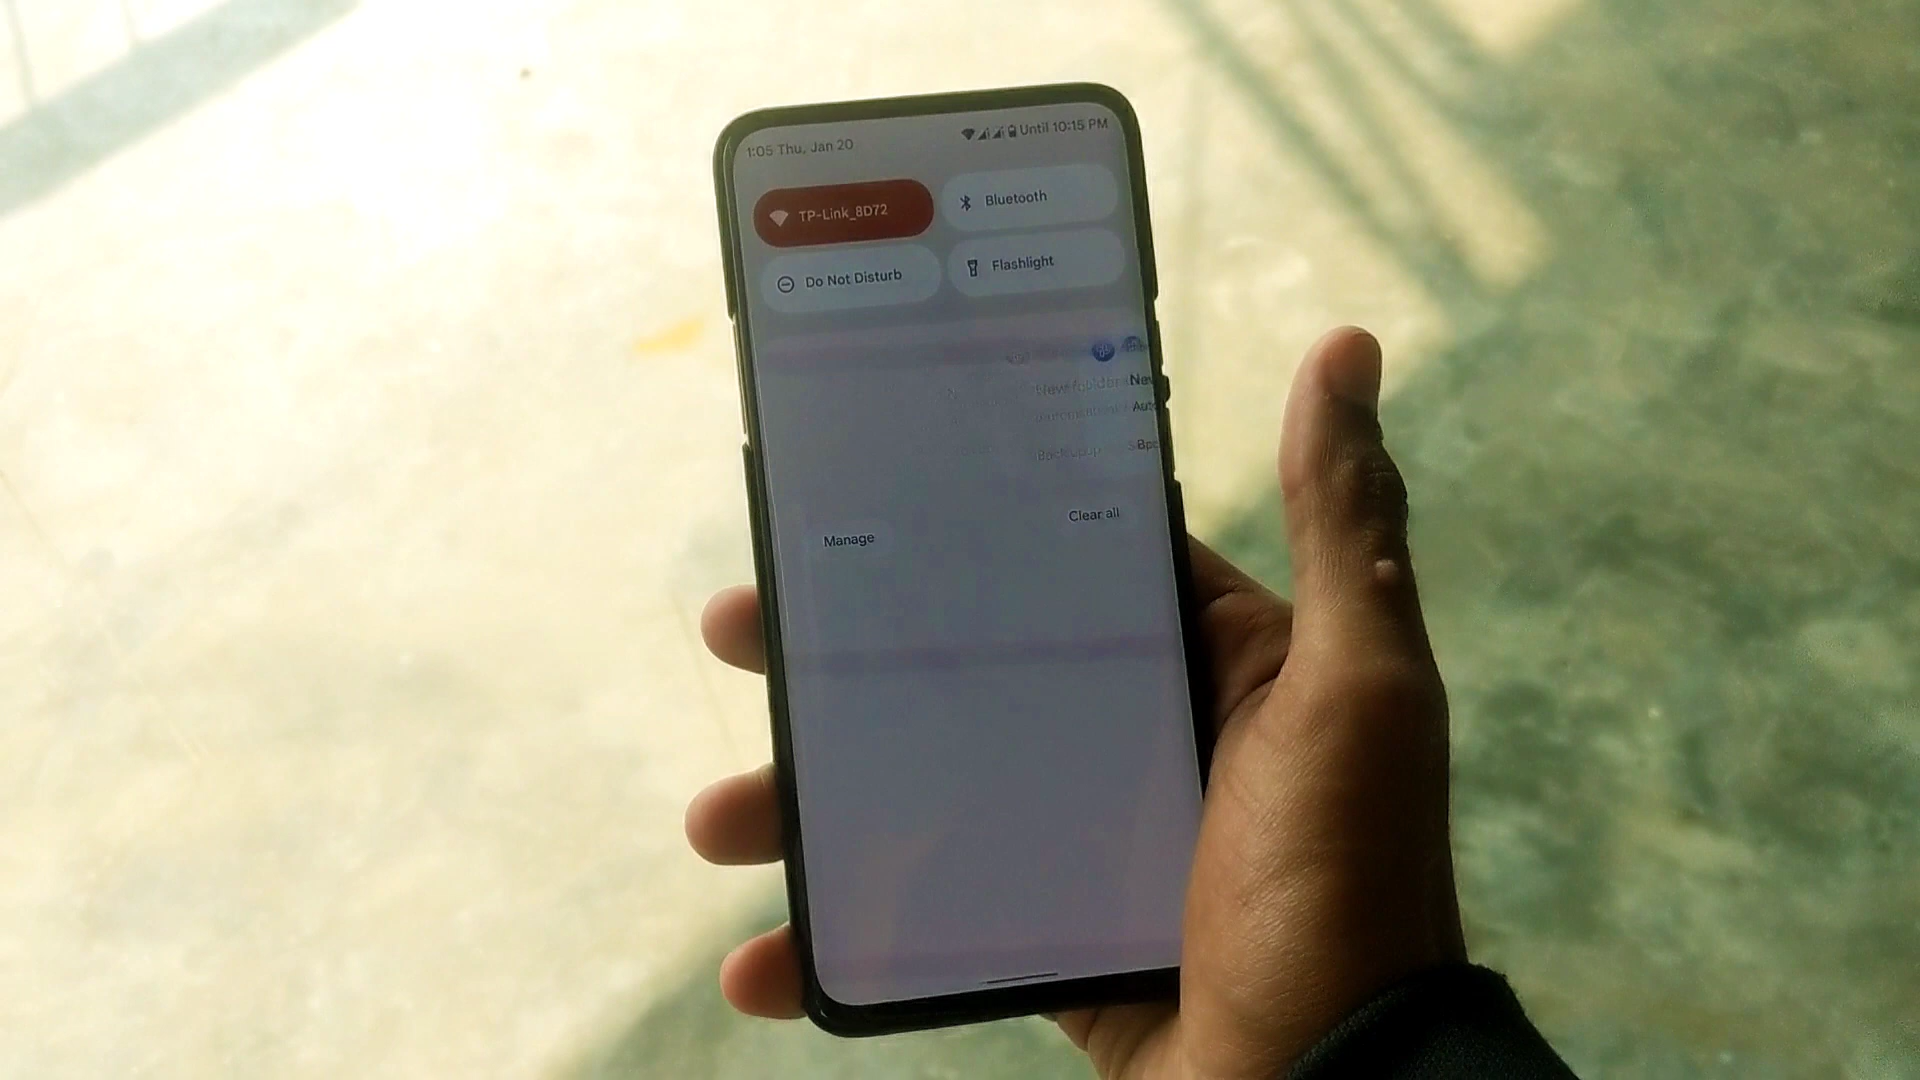 1:05 Thu, Jan 20
Until 10:15 PM
TP-Link_8D72
Bluetooth
Do Not Disturb
Flashlight
Manage
Clear all